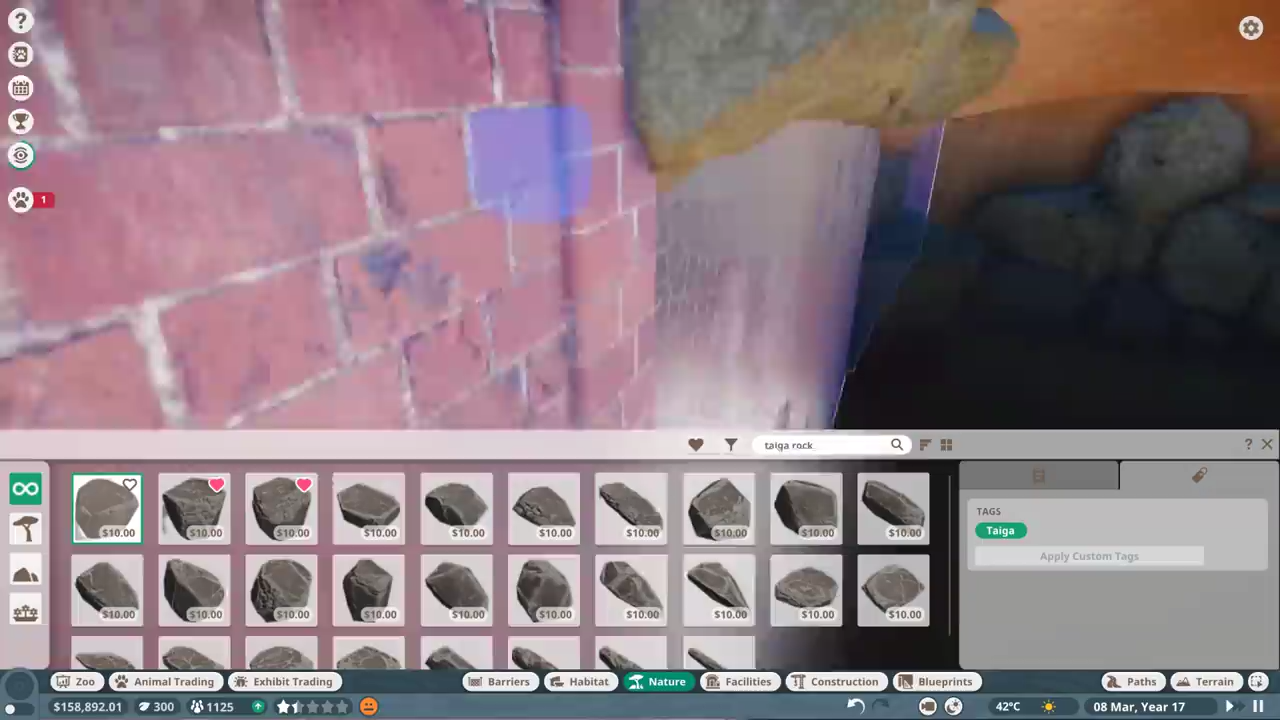 1
taiga rock
?
$10.00 $10.00 $10.00 $10.00 $10.00 $10.00 $10.00 $10.00 $10.00 $10.00
$10.00 $10.00 $10.00 $10.00 $10.00 $10.00 $10.00 $10.00 $10.00 $10.00
TAGS
Taiga
Apply Custom Tags
Zoo Animal Trading Exhibit Trading Barriers Habitat Nature Facilities Construction Blueprints Paths Terrain
$158,892.01 300 1125 42°C 08 Mar, Year 17